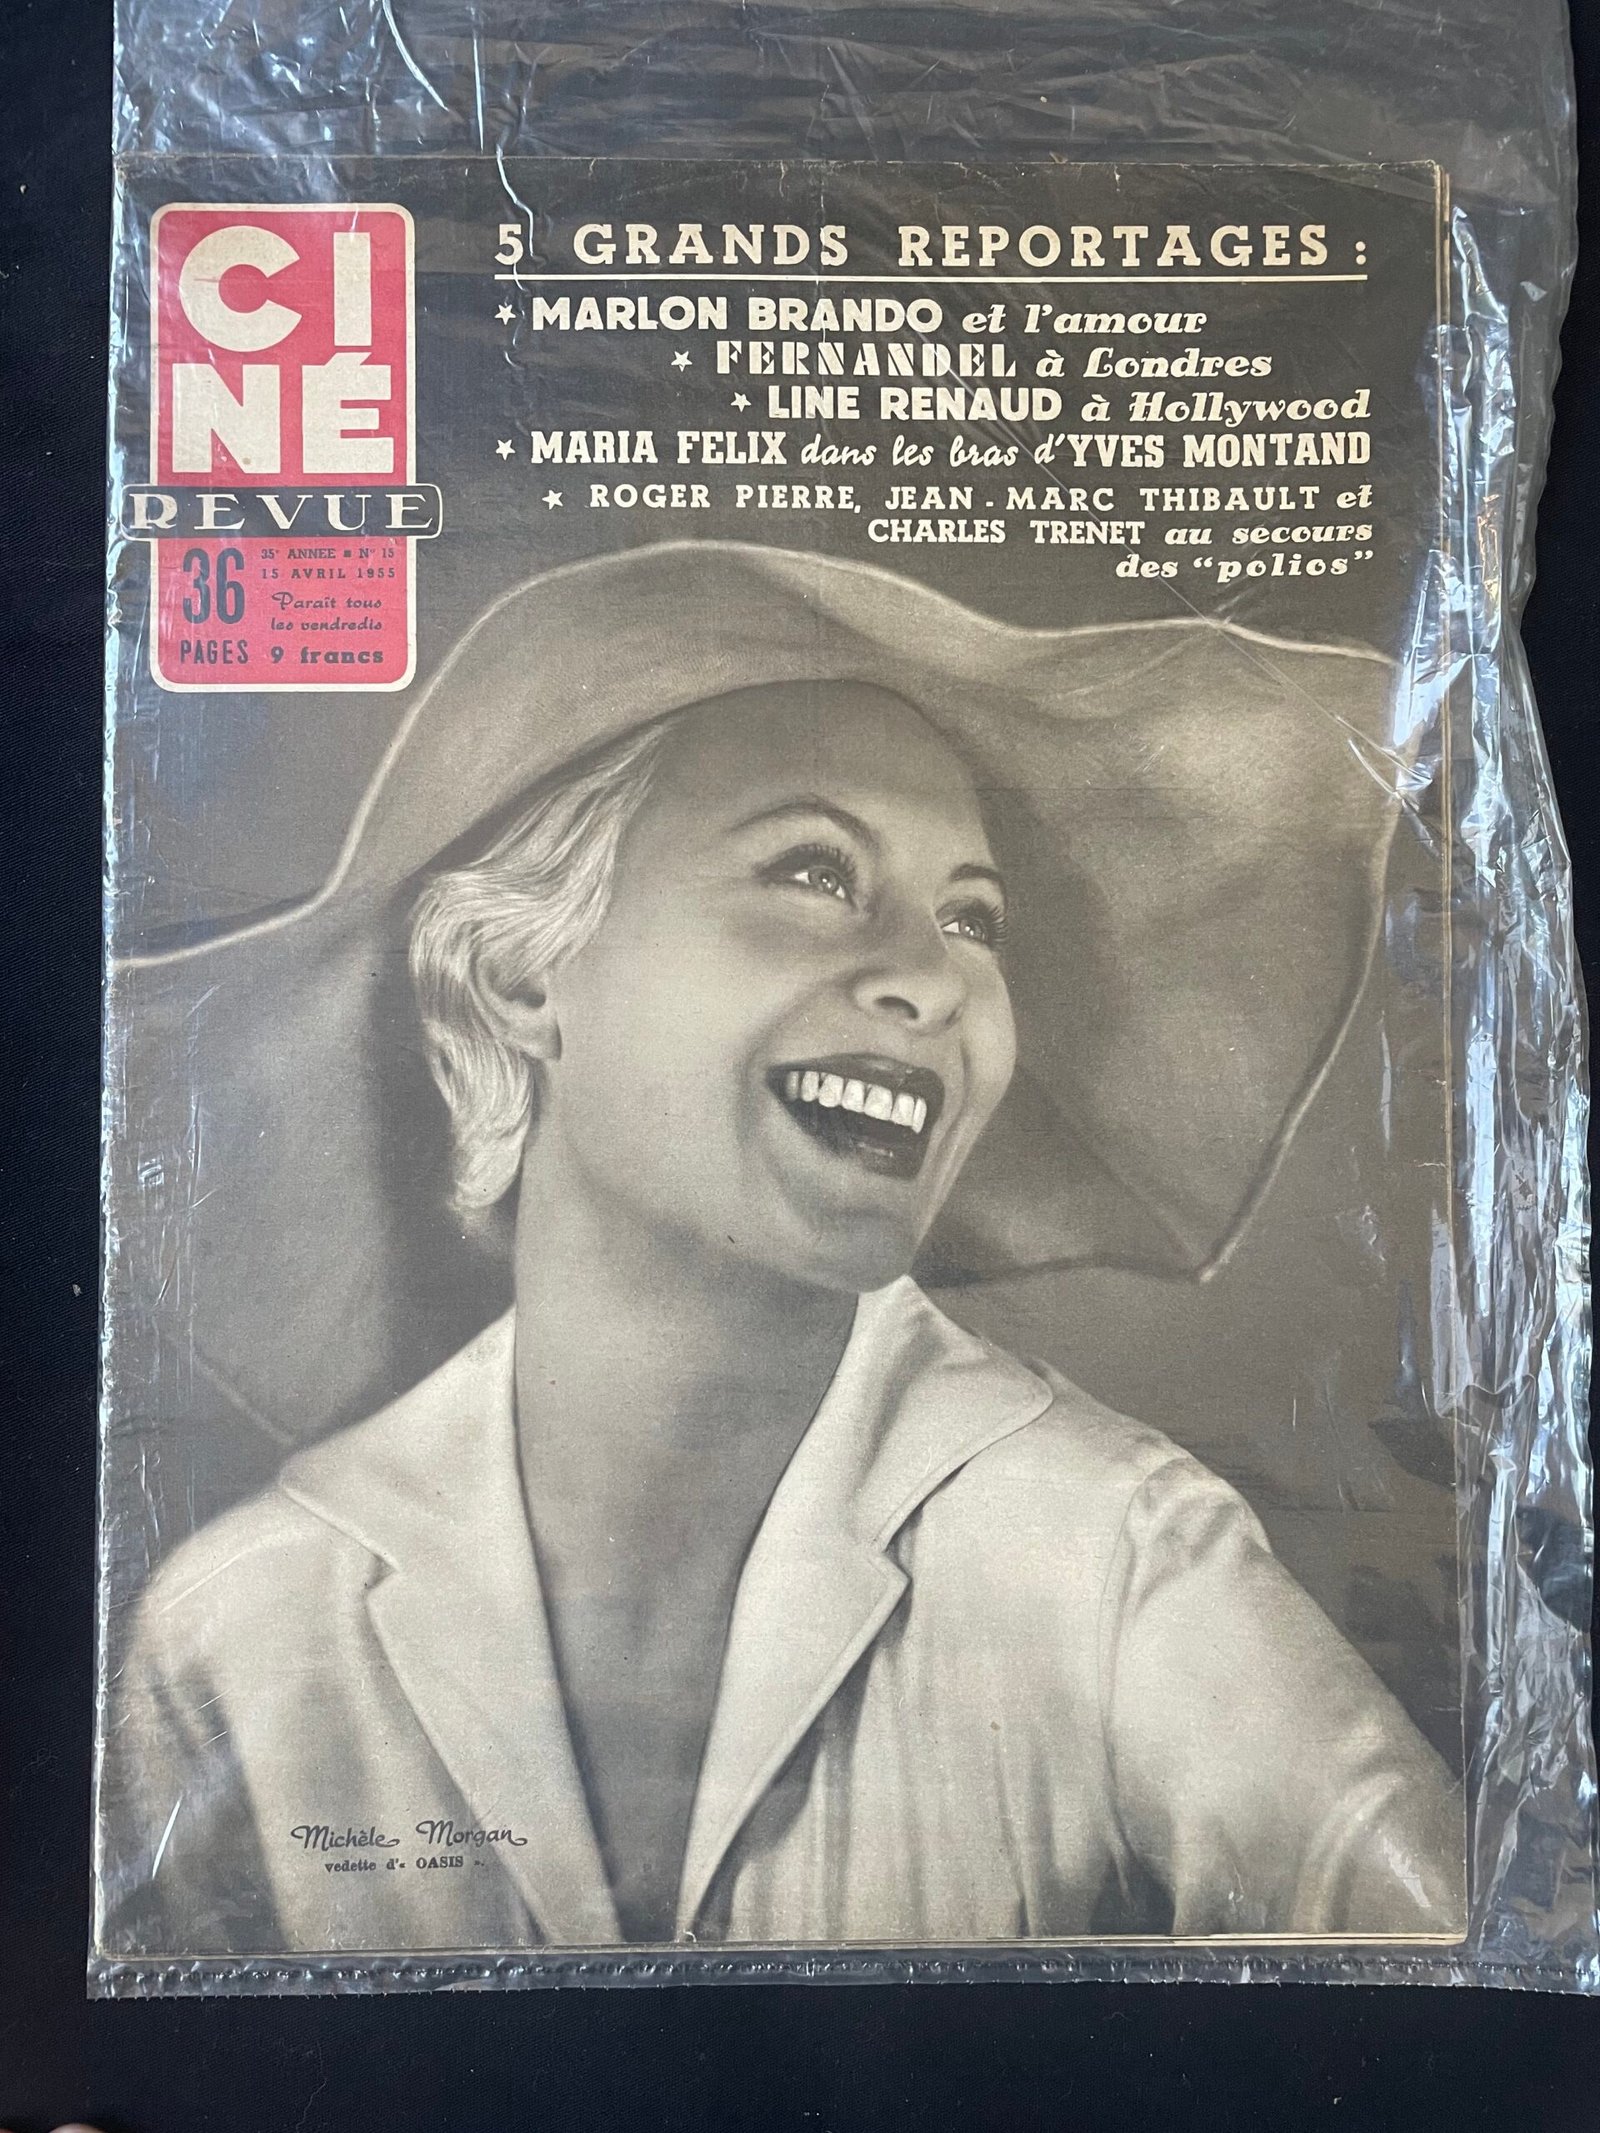 CI
NÉ
REVUE
36
PAGES
35e ANNEE ■ N° 15
15 AVRIL 1955
Paraît tous
les vendredis
9 francs
5 GRANDS REPORTAGES :
★ MARLON BRANDO et l'amour
★ FERNANDEL à Londres
★ LINE RENAUD à Hollywood
★ MARIA FELIX dans les bras d'YVES MONTAND
★ ROGER PIERRE, JEAN-MARC THIBAULT et
CHARLES TRENET au secours
des “polios”
Michèle Morgan
vedette d'« OASIS ».